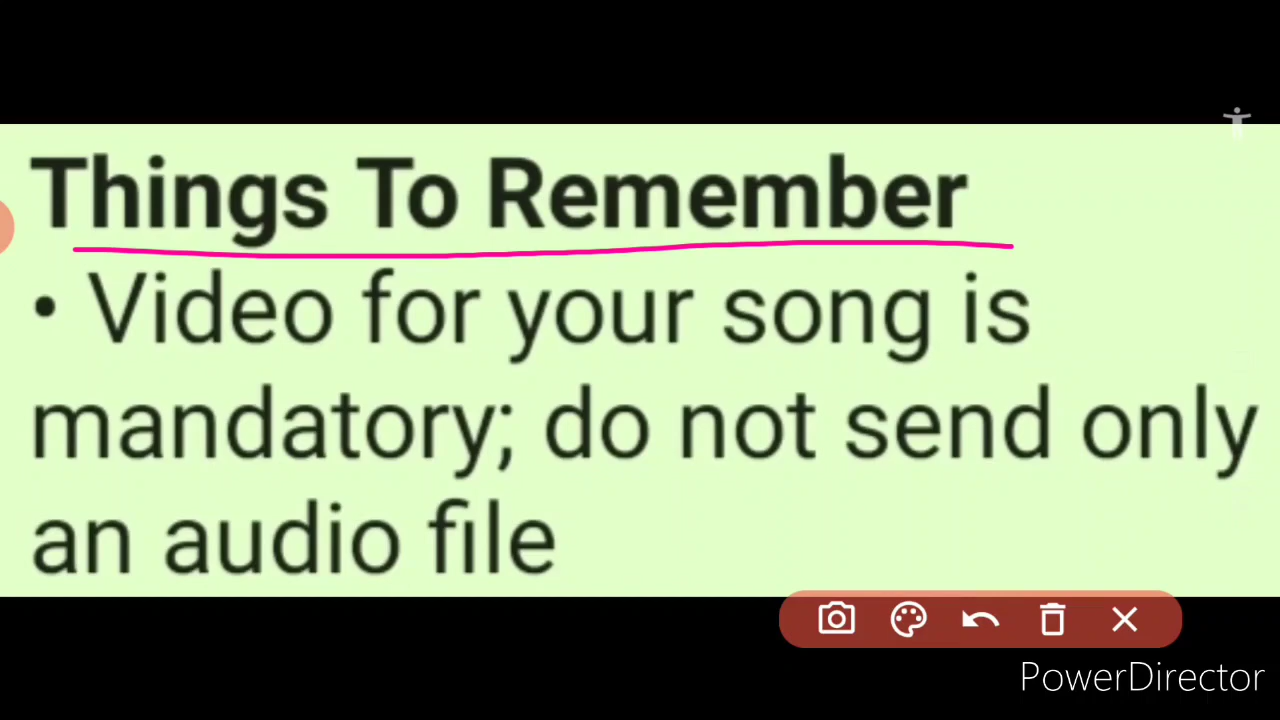 Things To Remember
• Video for your song is
mandatory; do not send only
an audio file
PowerDirector